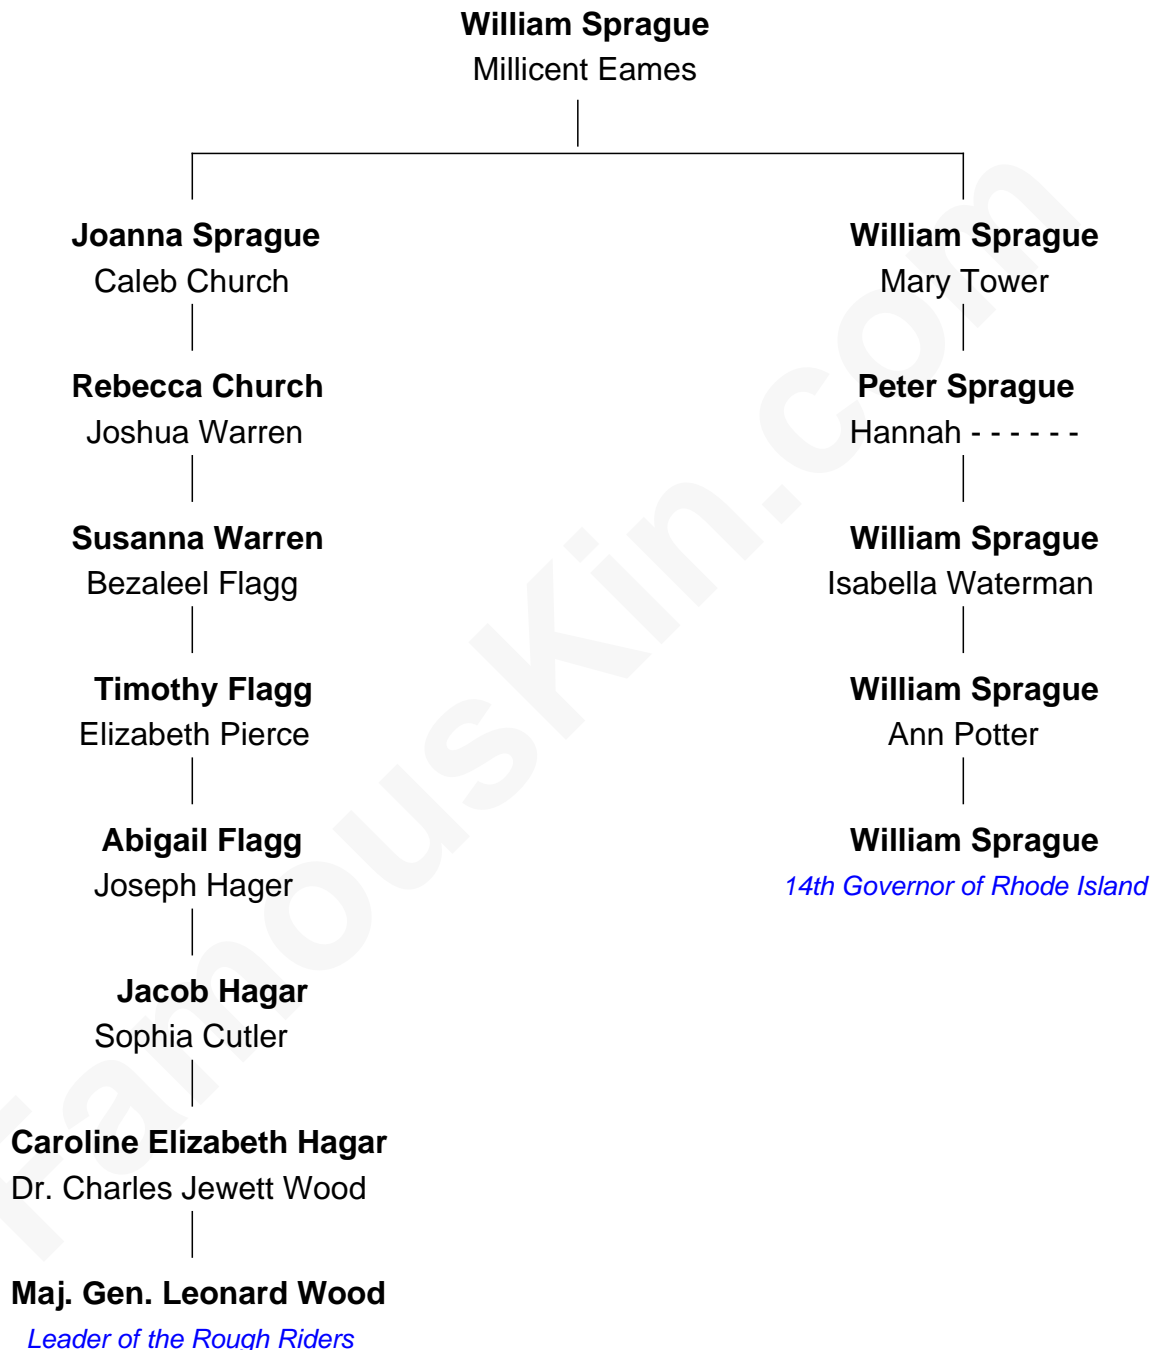 William Sprague
Millicent Eames
Joanna Sprague
Caleb Church
William Sprague
Mary Tower
Rebecca Church
Joshua Warren
Peter Sprague
Hannah - - - - - -
Susanna Warren
Bezaleel Flagg
William Sprague
Isabella Waterman
Timothy Flagg
Elizabeth Pierce
William Sprague
Ann Potter
Abigail Flagg
Joseph Hager
William Sprague
14th Governor of Rhode Island
Jacob Hagar
Sophia Cutler
Caroline Elizabeth Hagar
Dr. Charles Jewett Wood
Maj. Gen. Leonard Wood
Leader of the Rough Riders
FamousKin.com